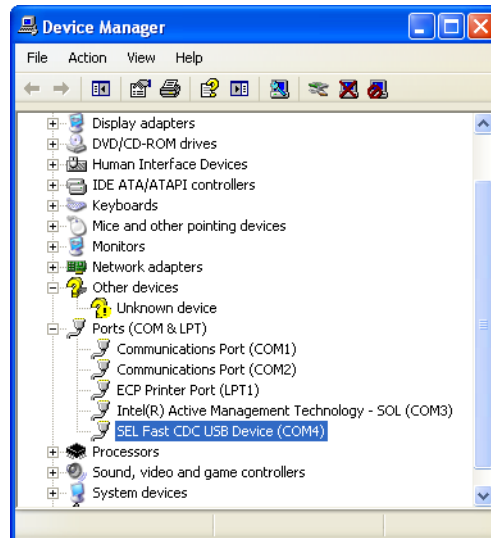 Device Manager
File Action View Help
Display adapters
DVD/CD-ROM drives
Human Interface Devices
IDE ATA/ATAPI controllers
Keyboards
Mice and other pointing devices
Monitors
Network adapters
Other devices
Unknown device
Ports (COM & LPT)
Communications Port (COM1)
Communications Port (COM2)
ECP Printer Port (LPT1)
Intel(R) Active Management Technology - SOL (COM3)
SEL Fast CDC USB Device (COM4)
Processors
Sound, video and game controllers
System devices